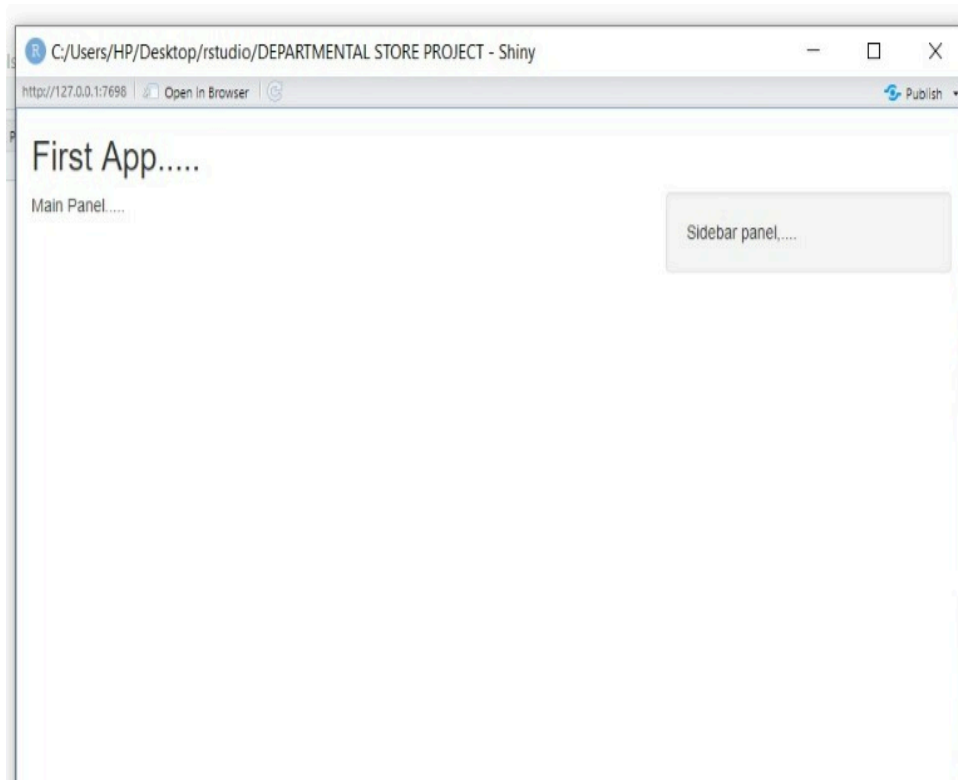 C:/Users/HP/Desktop/rstudio/DEPARTMENTAL STORE PROJECT - Shiny
http://127.0.0.1:7698 Open in Browser Publish
First App.....
Main Panel.....
Sidebar panel,....